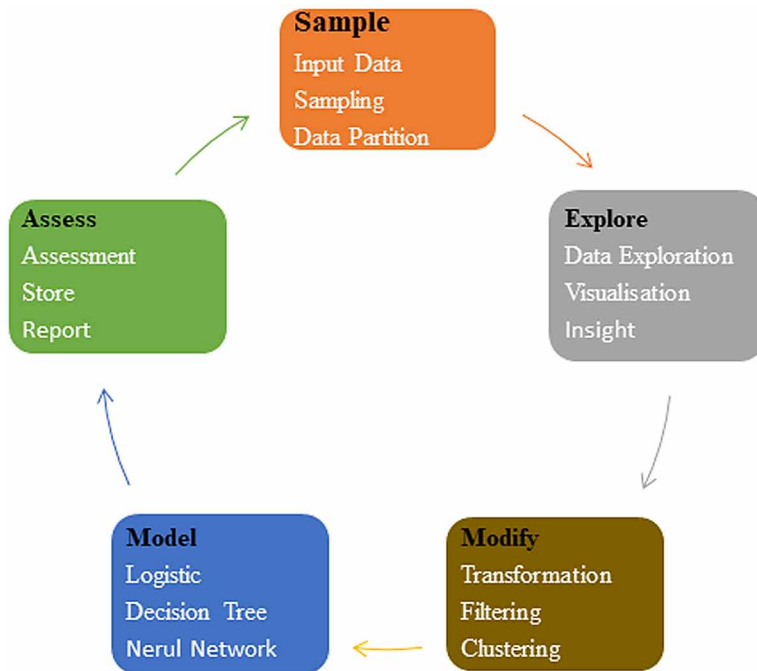 Sample
Input Data
Sampling
Data Partition
Explore
Data Exploration
Visualisation
Insight
Modify
Transformation
Filtering
Clustering
Model
Logistic
Decision Tree
Nerul Network
Assess
Assessment
Store
Report